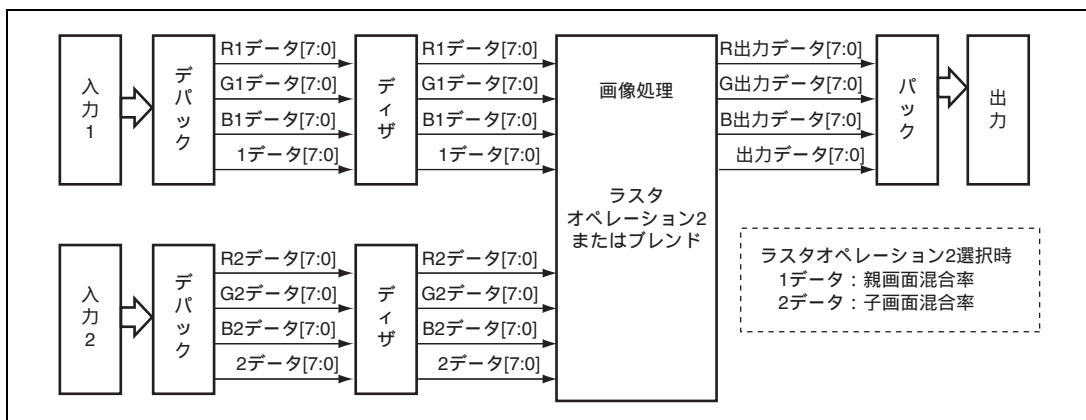 入力1
デパック
R1データ[7:0]
G1データ[7:0]
B1データ[7:0]
1データ[7:0]
ディザ
R1データ[7:0]
G1データ[7:0]
B1データ[7:0]
1データ[7:0]
画像処理
ラスタ
オペレーション2
またはブレンド
R出力データ[7:0]
G出力データ[7:0]
B出力データ[7:0]
出力データ[7:0]
パック
出力
入力2
デパック
R2データ[7:0]
G2データ[7:0]
B2データ[7:0]
2データ[7:0]
ディザ
R2データ[7:0]
G2データ[7:0]
B2データ[7:0]
2データ[7:0]
ラスタオペレーション2選択時
1データ：親画面混合率
2データ：子画面混合率